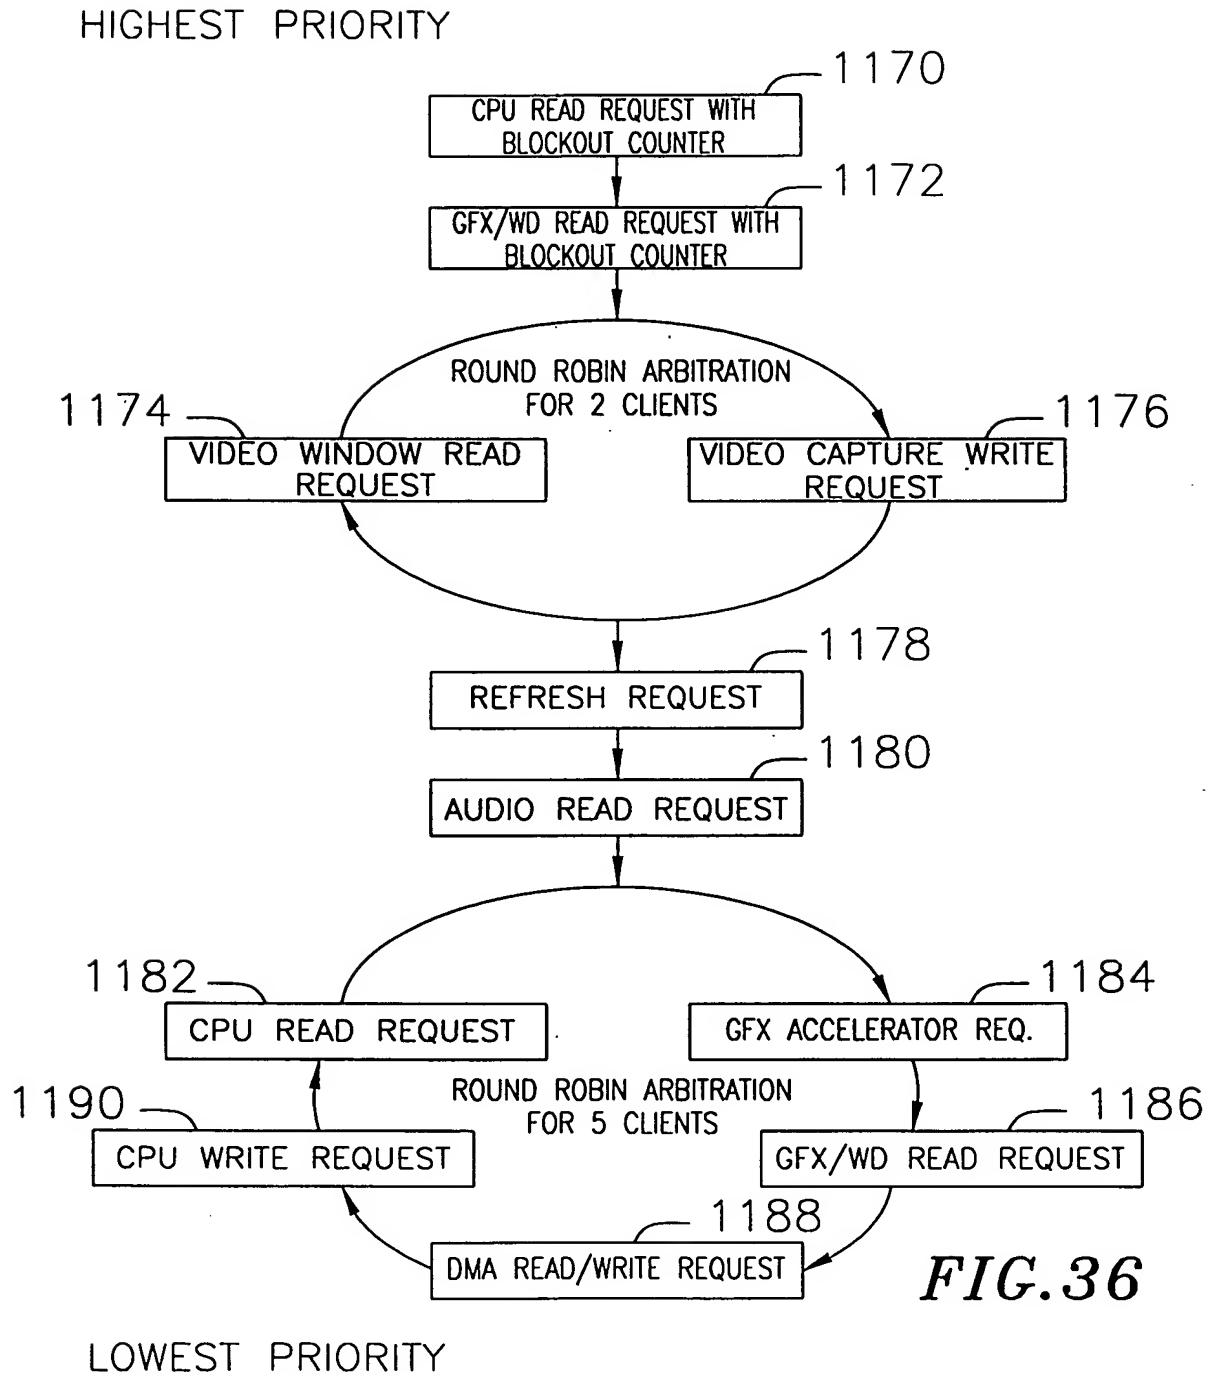 HIGHEST PRIORITY
1170
CPU READ REQUEST WITH
BLOCKOUT COUNTER
1172
GFX/WD READ REQUEST WITH
BLOCKOUT COUNTER
ROUND ROBIN ARBITRATION
FOR 2 CLIENTS
1174
VIDEO WINDOW READ
REQUEST
1176
VIDEO CAPTURE WRITE
REQUEST
1178
REFRESH REQUEST
1180
AUDIO READ REQUEST
1182
CPU READ REQUEST
1184
GFX ACCELERATOR REQ.
ROUND ROBIN ARBITRATION
FOR 5 CLIENTS
1190
CPU WRITE REQUEST
1186
GFX/WD READ REQUEST
1188
DMA READ/WRITE REQUEST
FIG.36
LOWEST PRIORITY